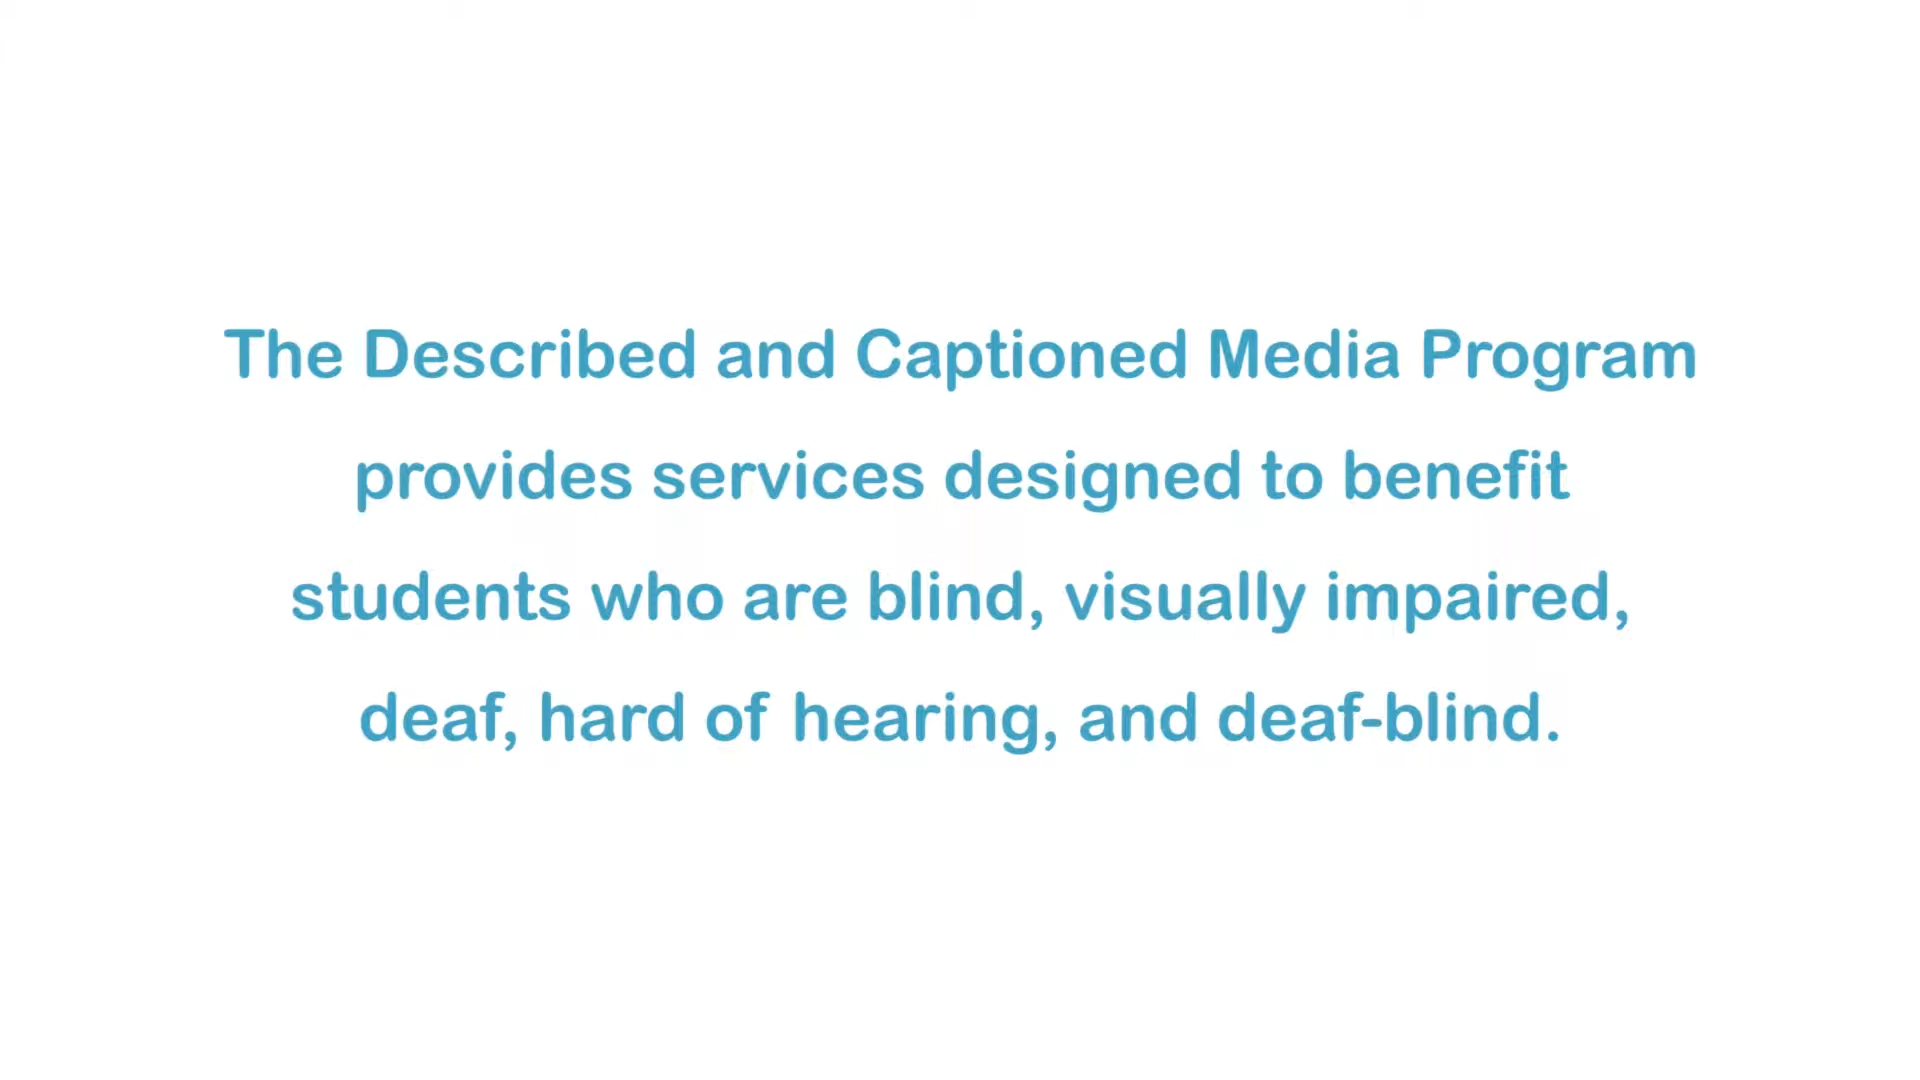 The Described and Captioned Media Program
provides services designed to benefit
students who are blind, visually impaired,
deaf, hard of hearing, and deaf-blind.